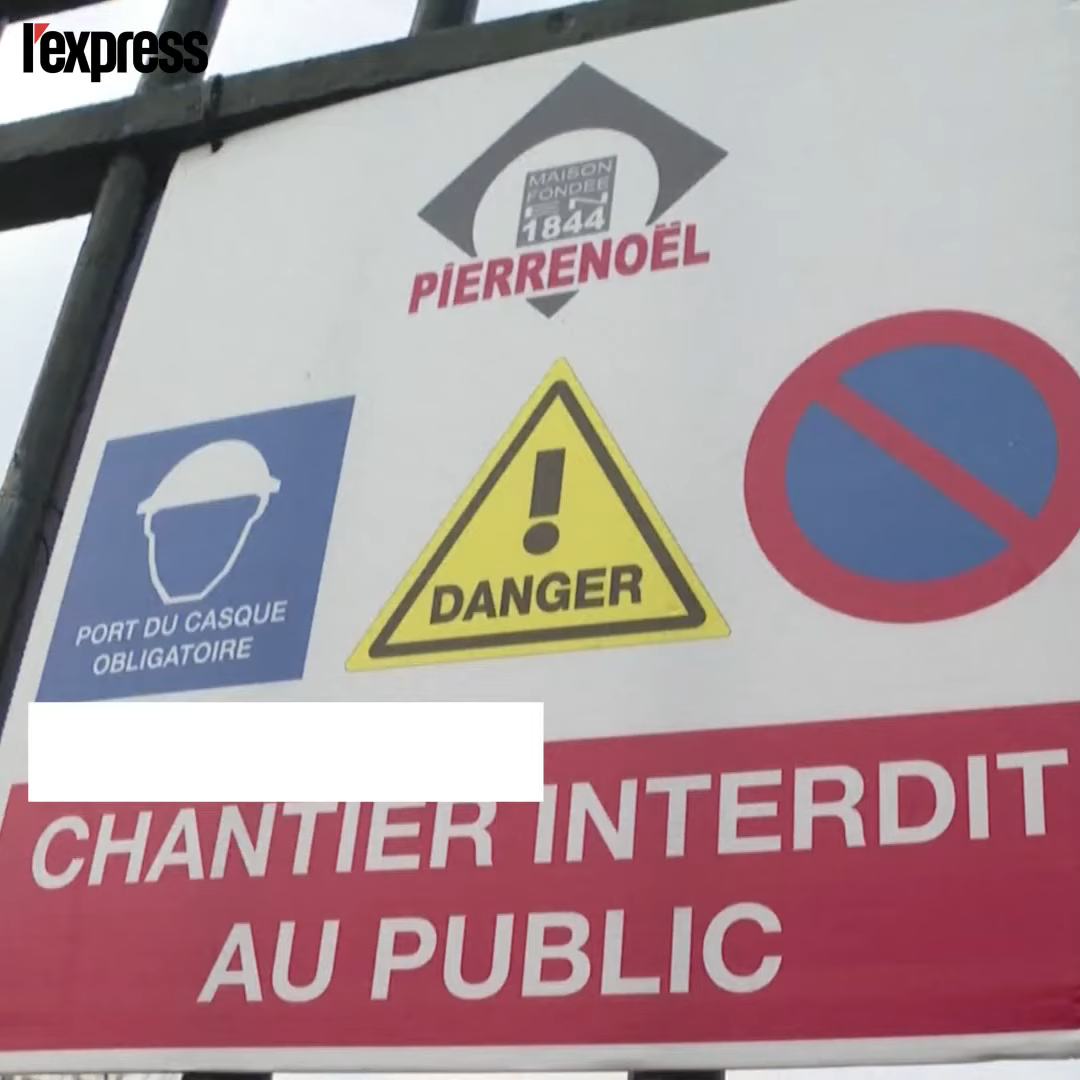 l'express
MAISON
FONDÉE
EN
1844
PIERRENOËL
DANGER
PORT DU CASQUE
OBLIGATOIRE
CHANTIER INTERDIT
AU PUBLIC